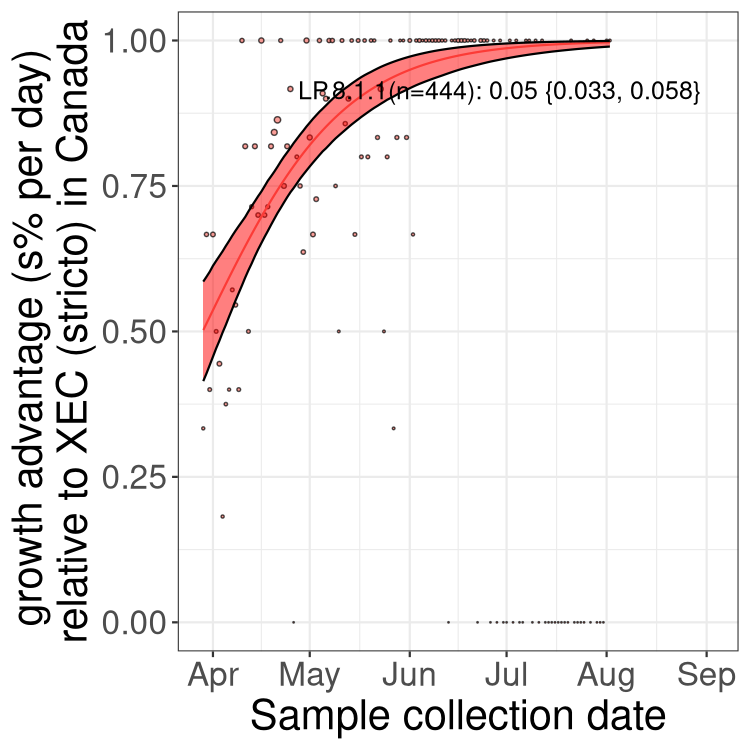 growth advantage (s% per day)
relative to XEC (stricto) in Canada
1.00
0.75
0.50
0.25
0.00
LP.8.1.1(n=444): 0.05 {0.033, 0.058}
Apr May Jun Jul Aug Sep
Sample collection date